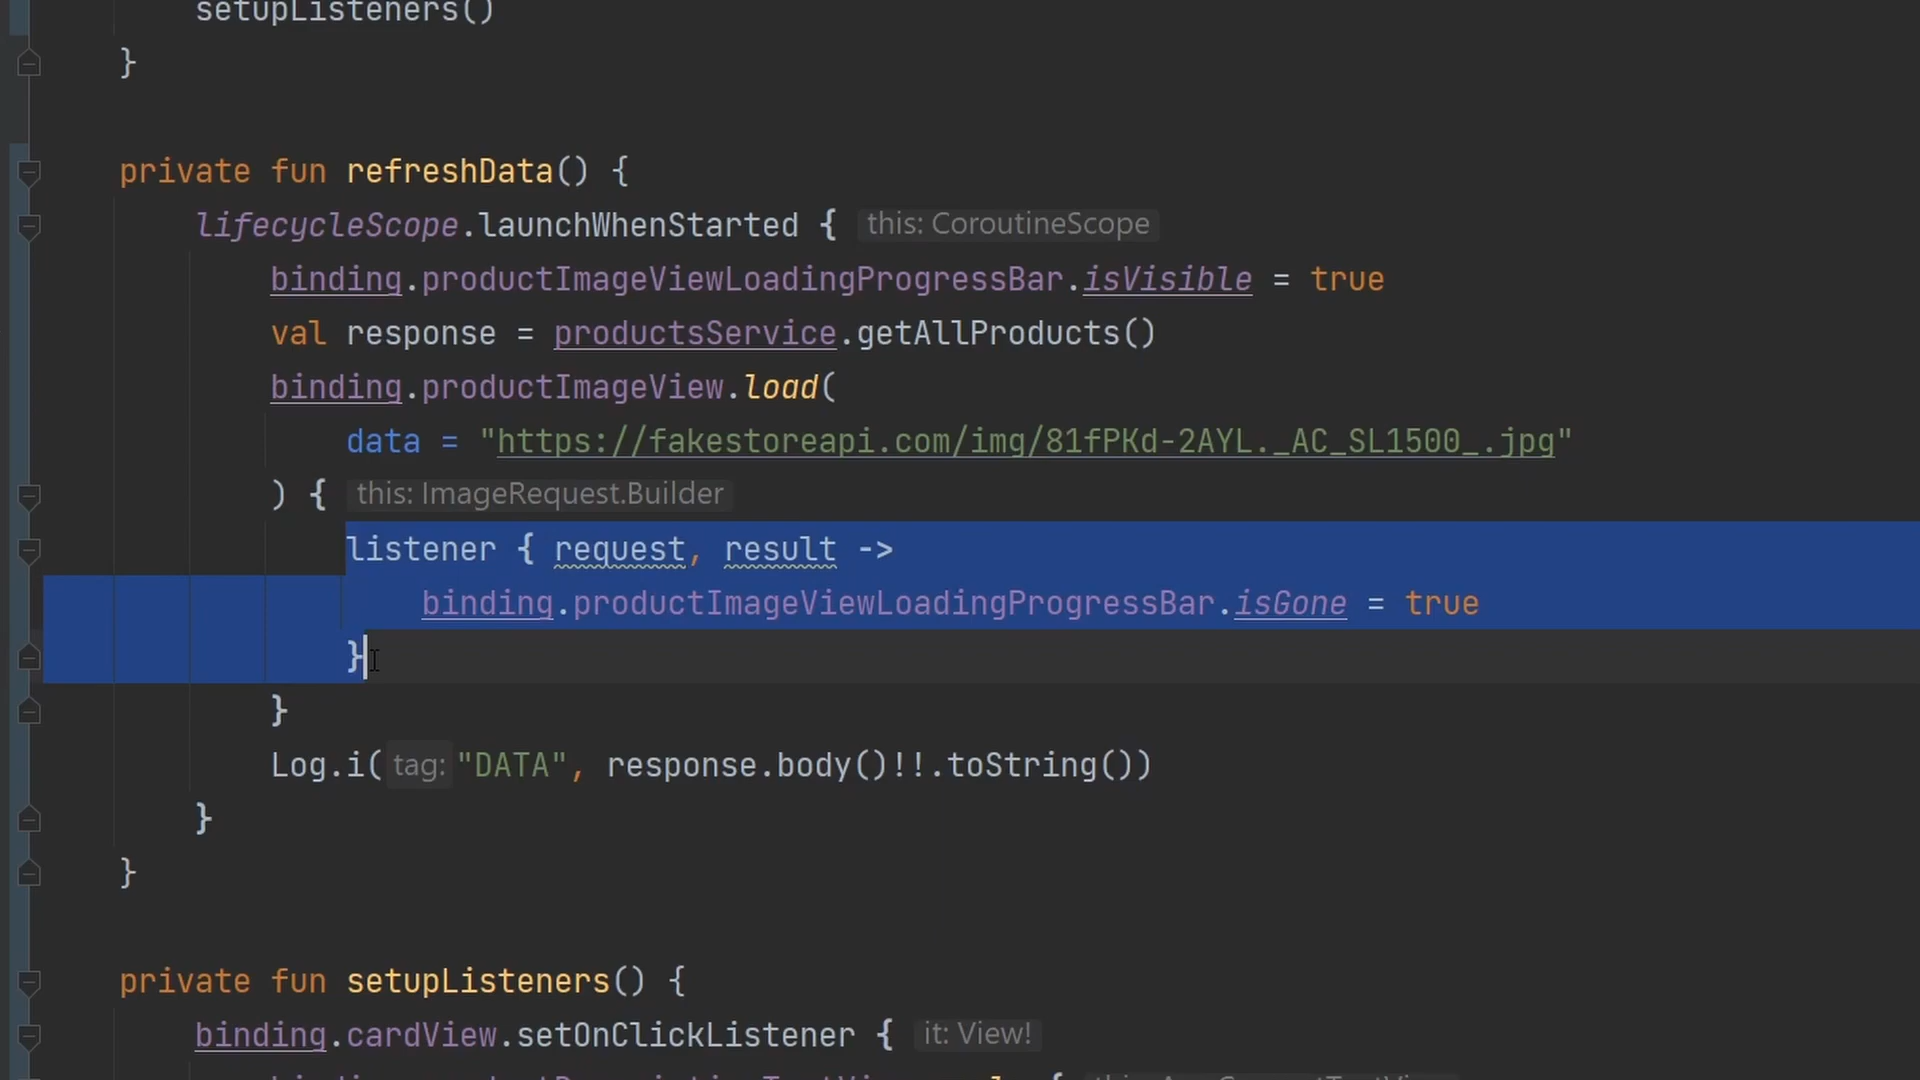 setupListeners()
}
private fun refreshData() {
lifecycleScope.launchWhenStarted { this: CoroutineScope
binding.productImageViewLoadingProgressBar.isVisible = true
val response = productsService.getAllProducts()
binding.productImageView.load(
data = "https://fakestoreapi.com/img/81fPKd-2AYL._AC_SL1500_.jpg"
) { this: ImageRequest.Builder
listener { request, result ->
binding.productImageViewLoadingProgressBar.isGone = true
}
}
Log.i( tag: "DATA", response.body()!!.toString())
}
}
private fun setupListeners() {
binding.cardView.setOnClickListener { it: View!